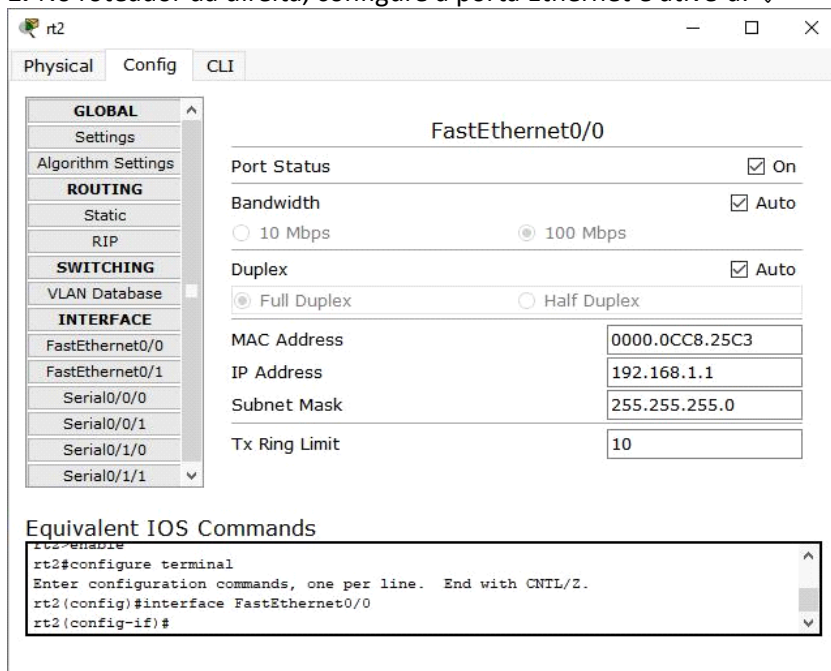 rt2
Physical Config CLI
GLOBAL
Settings
Algorithm Settings
ROUTING
Static
RIP
SWITCHING
VLAN Database
INTERFACE
FastEthernet0/0
FastEthernet0/1
Serial0/0/0
Serial0/0/1
Serial0/1/0
Serial0/1/1
FastEthernet0/0
Port Status On
Bandwidth Auto
10 Mbps 100 Mbps
Duplex Auto
Full Duplex Half Duplex
MAC Address 0000.0CC8.25C3
IP Address 192.168.1.1
Subnet Mask 255.255.255.0
Tx Ring Limit 10
Equivalent IOS Commands
rt2>enable
rt2#configure terminal
Enter configuration commands, one per line. End with CNTL/Z.
rt2(config)#interface FastEthernet0/0
rt2(config-if)#